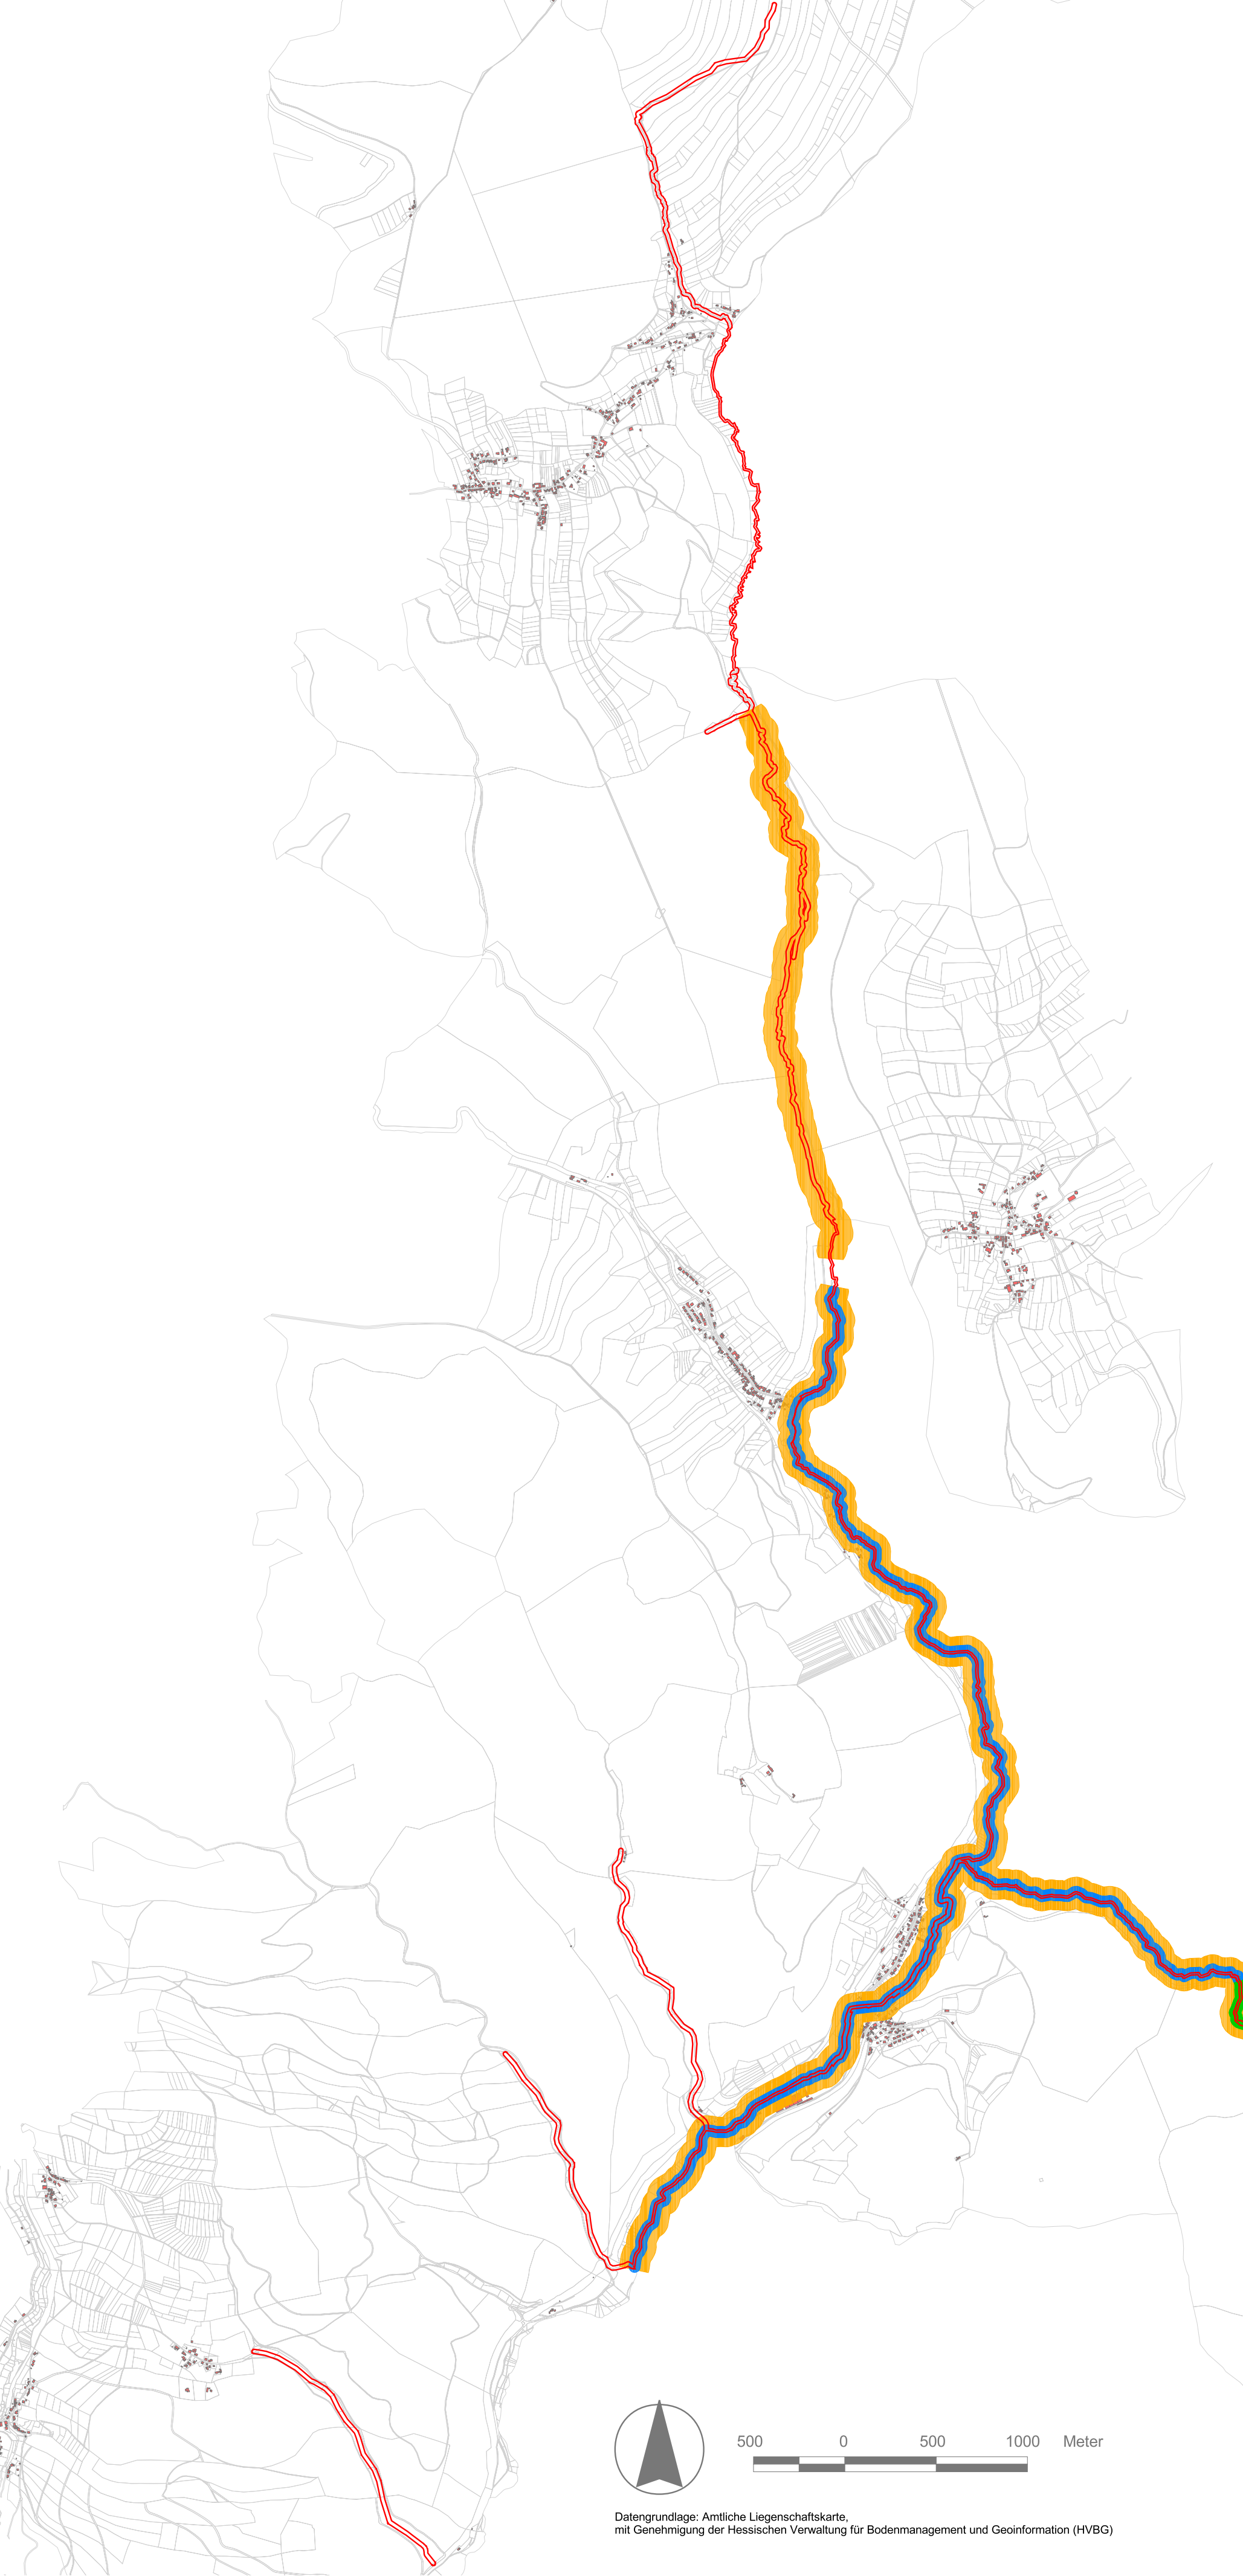 500 0 500 1000 Meter
Datengrundlage: Amtliche Liegenschaftskarte,
mit Genehmigung der Hessischen Verwaltung für Bodenmanagement und Geoinformation (HVBG)